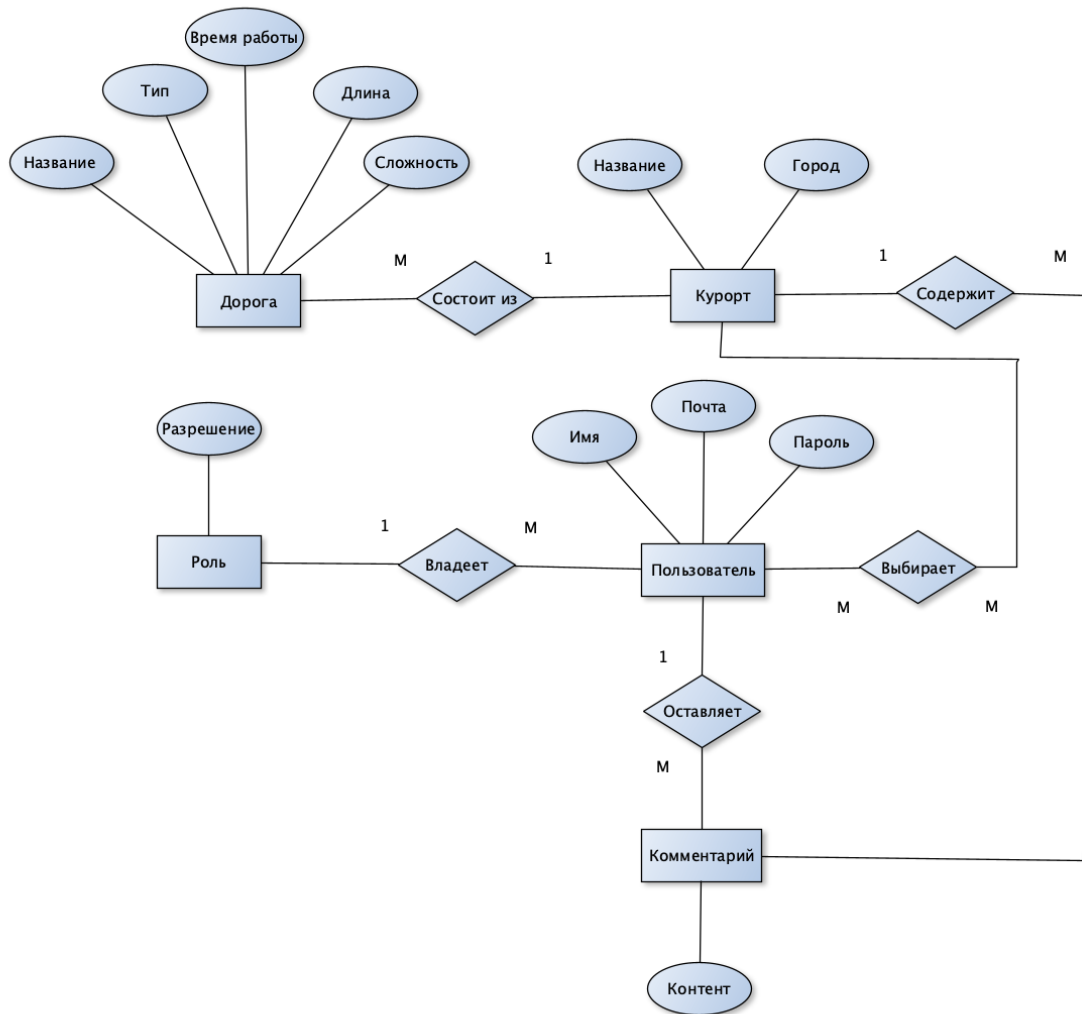 Время работы
Тип
Длина
Название
Сложность
Название
Город
М
1
1
М
Дорога
Состоит из
Курорт
Содержит
Разрешение
Имя
Почта
Пароль
1
М
Роль
Владеет
Пользователь
Выбирает
М
М
1
Оставляет
М
Комментарий
Контент